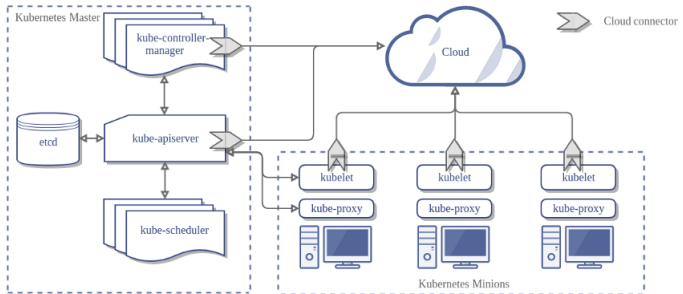 Kubernetes Master
kube-controller-
manager
Cloud
Cloud connector
etcd
kube-apiserver
kubelet
kubelet
kubelet
kube-proxy
kube-proxy
kube-proxy
kube-scheduler
Kubernetes Minions